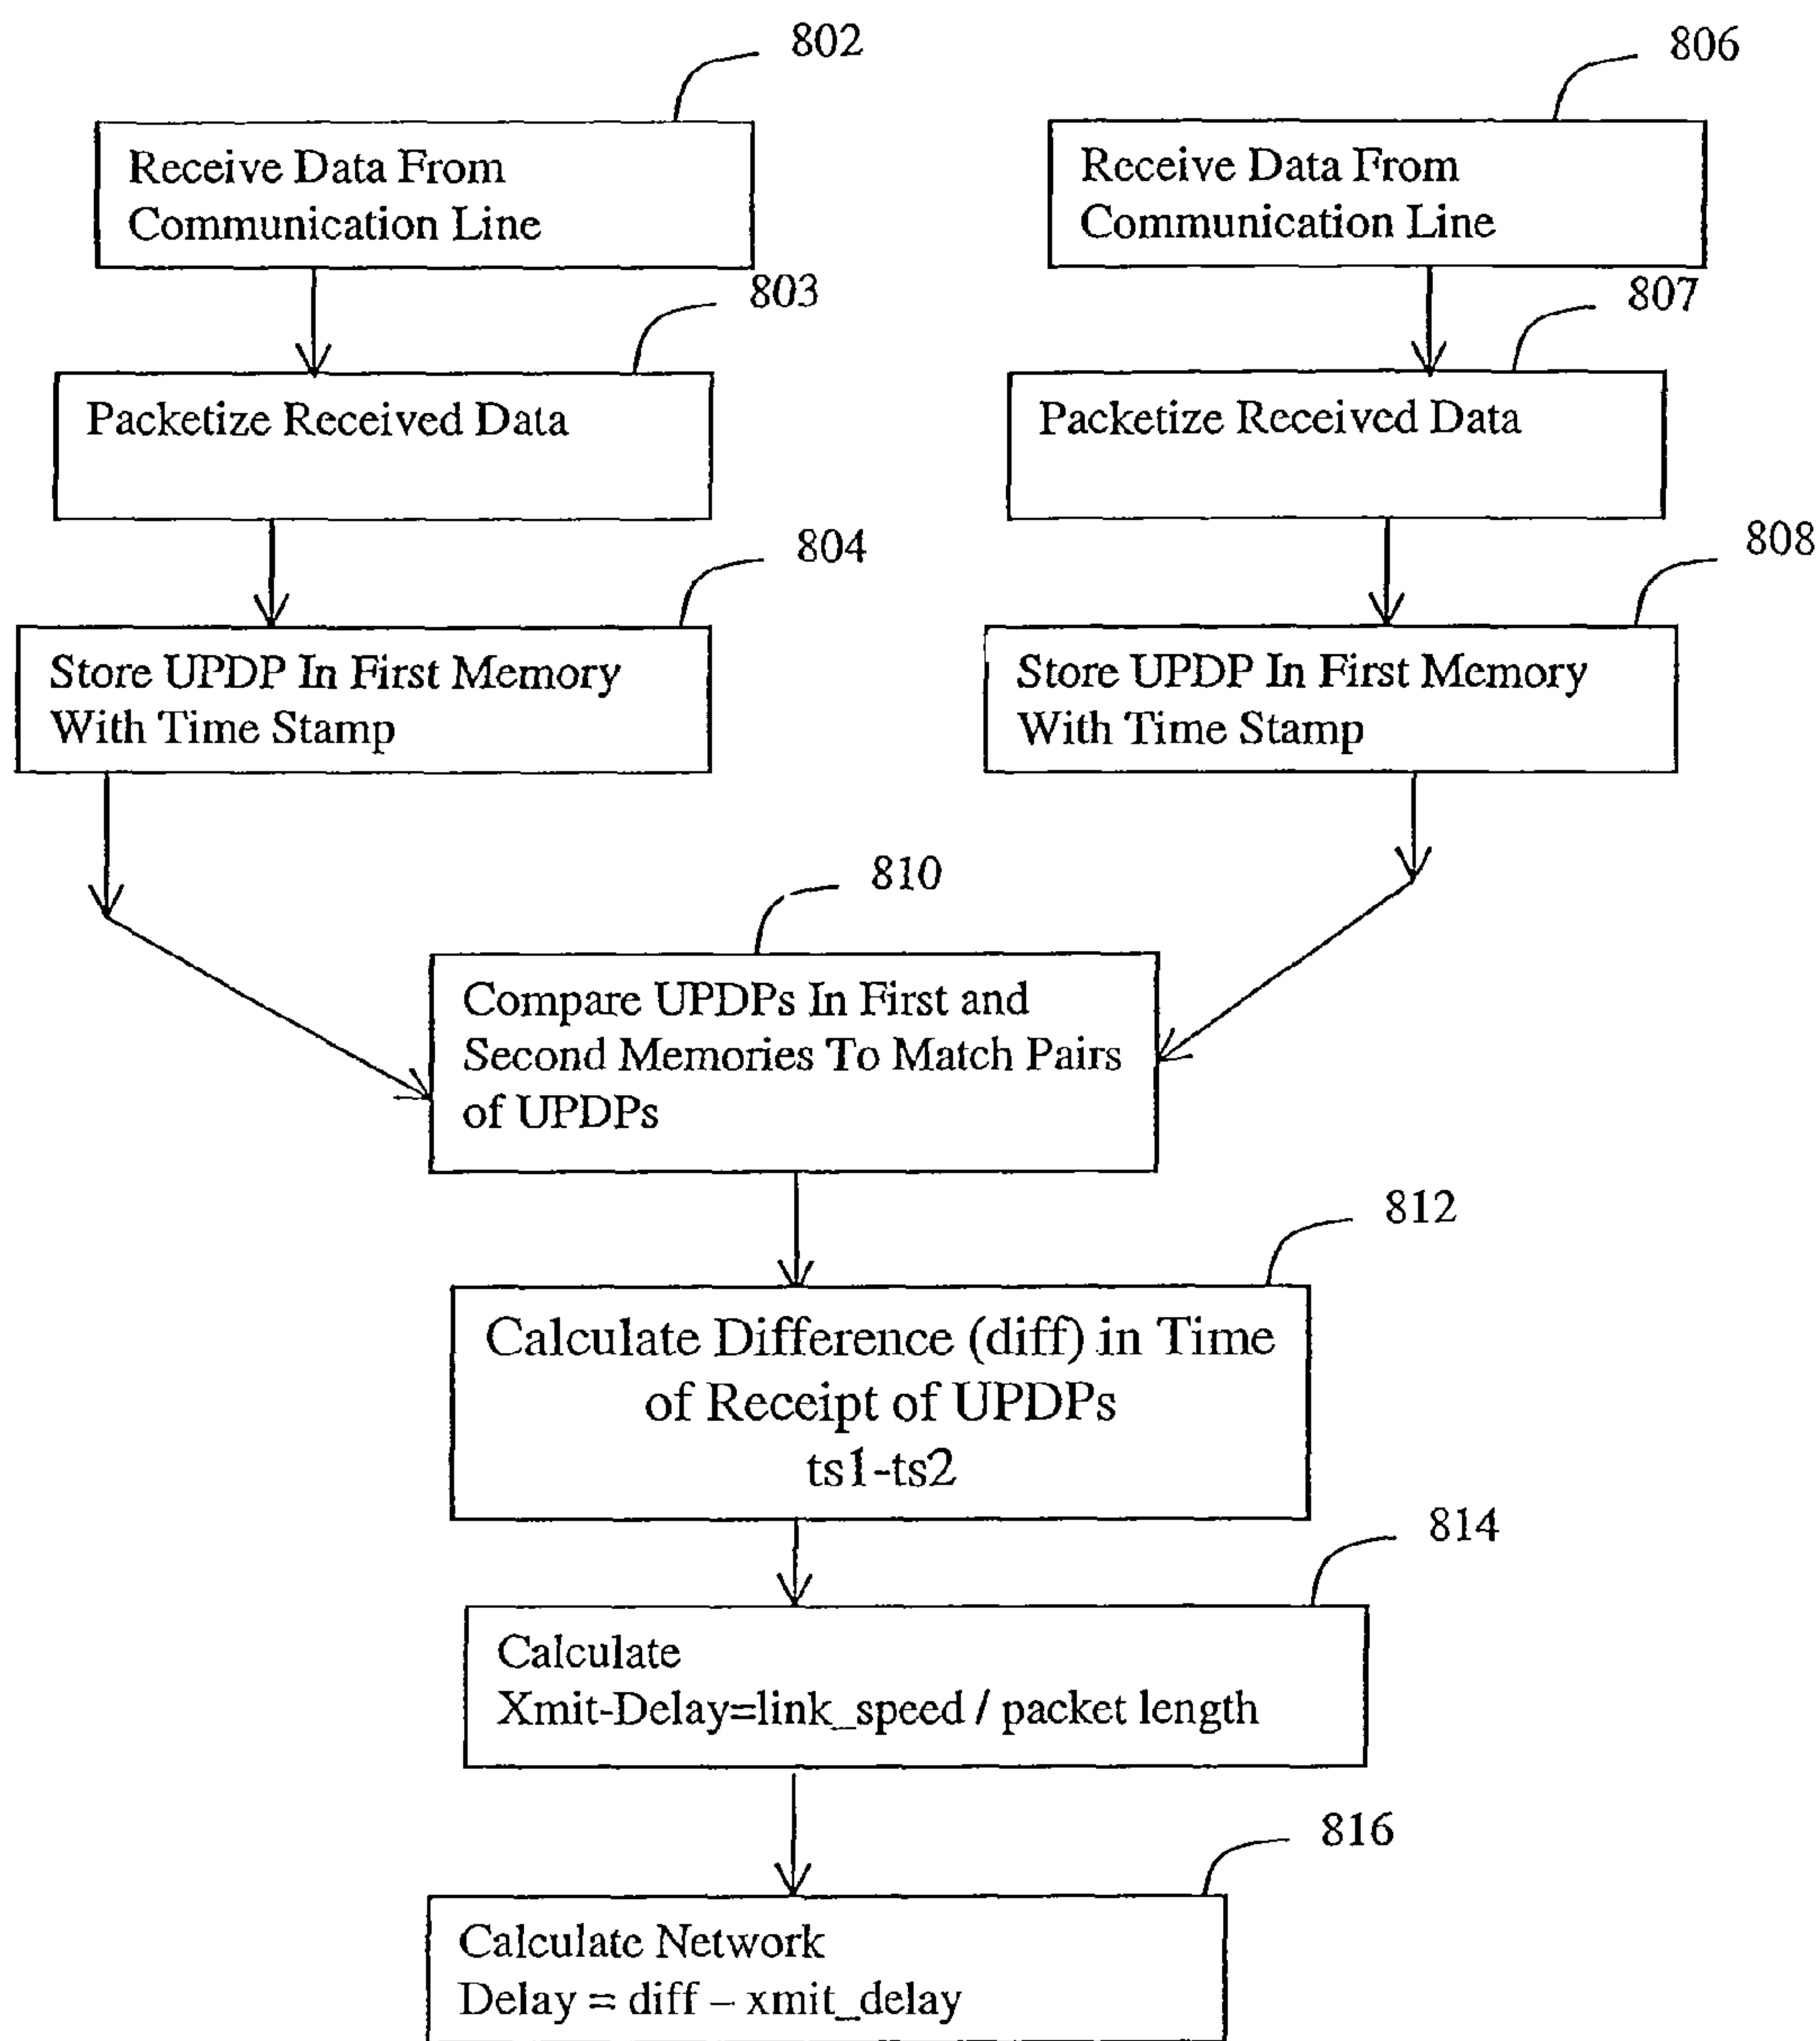 802
806
Receive Data From
Communication Line
Receive Data From
Communication Line
803
807
Packetize Received Data
Packetize Received Data
804
808
Store UPDP In First Memory
With Time Stamp
Store UPDP In First Memory
With Time Stamp
810
Compare UPDPs In First and
Second Memories To Match Pairs
of UPDPs
812
Calculate Difference (diff) in Time
of Receipt of UPDPs
ts1-ts2
814
Calculate
Xmit-Delay=link_speed / packet length
816
Calculate Network
Delay = diff – xmit_delay